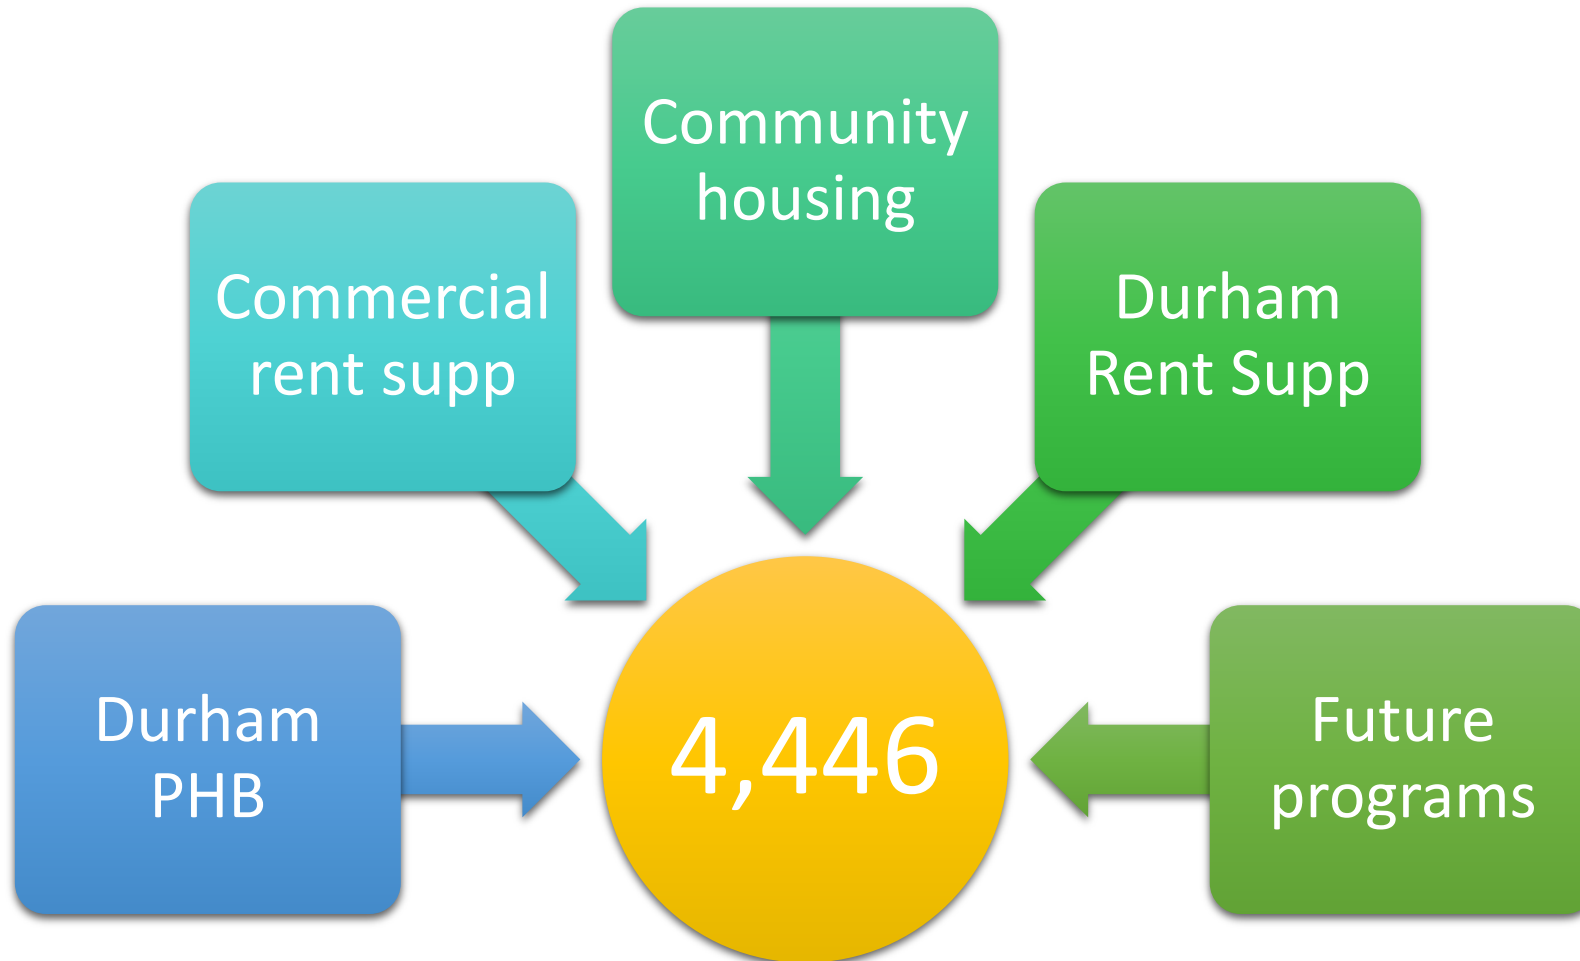 Community
housing
Commercial
rent supp
Durham
Rent Supp
Durham
PHB
4,446
Future
programs